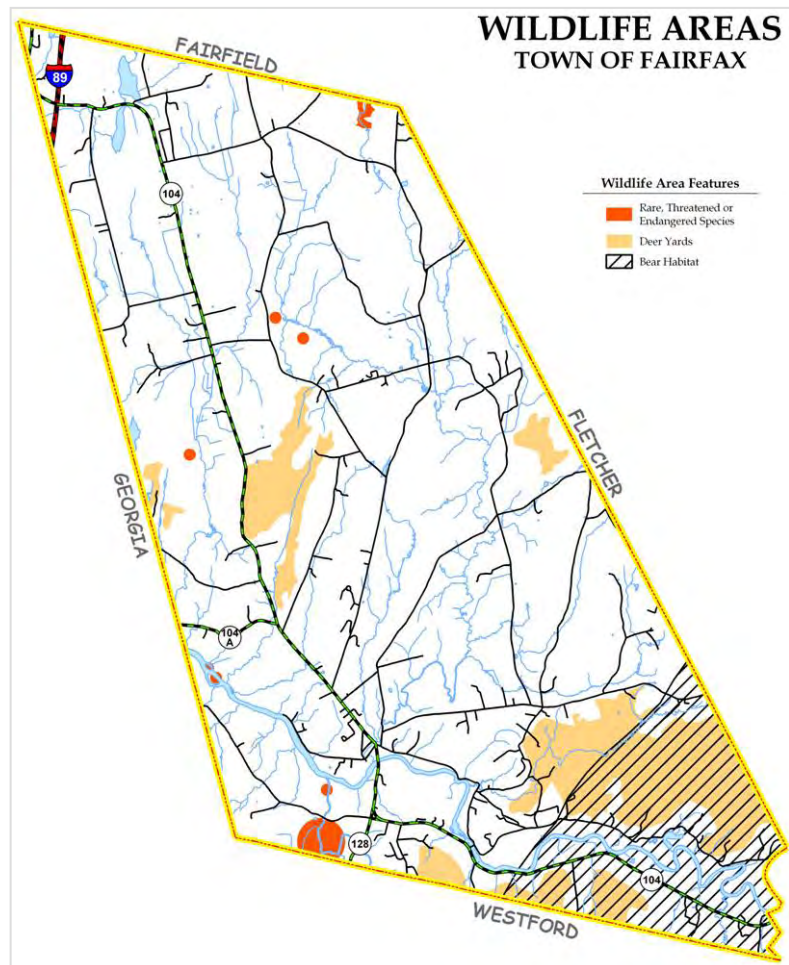 WILDLIFE AREAS
TOWN OF FAIRFAX
FAIRFIELD
89
104
Wildlife Area Features
Rare, Threatened or
Endangered Species
Deer Yards
Bear Habitat
FLETCHER
GEORGIA
104
A
128
104
WESTFORD